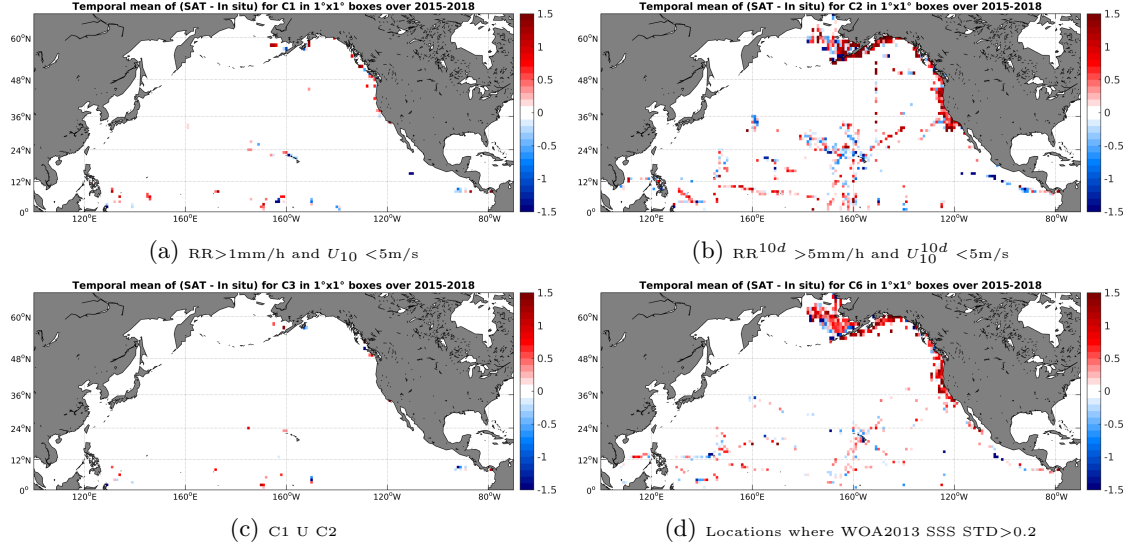 Temporal mean of (SAT - In situ) for C1 in 1°x1° boxes over 2015-2018
60°N
48°N
36°N
24°N
12°N
0°
120°E
160°E
160°W
120°W
80°W
1.5
1
0.5
0
-0.5
-1
-1.5
(a) RR>1mm/h and U10 <5m/s
Temporal mean of (SAT - In situ) for C2 in 1°x1° boxes over 2015-2018
60°N
48°N
36°N
24°N
12°N
0°
120°E
160°E
160°W
120°W
80°W
1.5
1
0.5
0
-0.5
-1
-1.5
(b) RR^10d >5mm/h and U10^10d <5m/s
Temporal mean of (SAT - In situ) for C3 in 1°x1° boxes over 2015-2018
60°N
48°N
36°N
24°N
12°N
0°
120°E
160°E
160°W
120°W
80°W
1.5
1
0.5
0
-0.5
-1
-1.5
(c) C1 U C2
Temporal mean of (SAT - In situ) for C6 in 1°x1° boxes over 2015-2018
60°N
48°N
36°N
24°N
12°N
0°
120°E
160°E
160°W
120°W
80°W
1.5
1
0.5
0
-0.5
-1
-1.5
(d) Locations where WOA2013 SSS STD>0.2